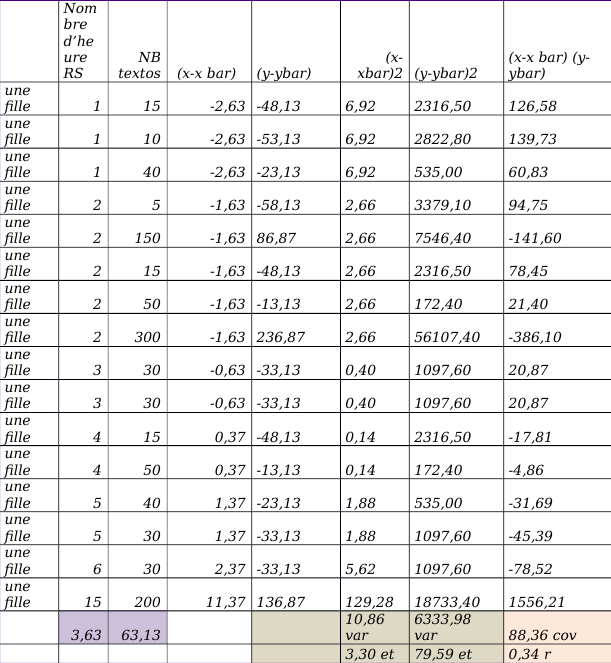 Nom
bre
d'he
ure
RS
NB
textos
(x-x bar)
(y-ybar)
(x-
xbar)2
(y-ybar)2
(x-x bar) (y-
ybar)
une
fille 1 15 -2,63 -48,13 6,92 2316,50 126,58
une
fille 1 10 -2,63 -53,13 6,92 2822,80 139,73
une
fille 1 40 -2,63 -23,13 6,92 535,00 60,83
une
fille 2 5 -1,63 -58,13 2,66 3379,10 94,75
une
fille 2 150 -1,63 86,87 2,66 7546,40 -141,60
une
fille 2 15 -1,63 -48,13 2,66 2316,50 78,45
une
fille 2 50 -1,63 -13,13 2,66 172,40 21,40
une
fille 2 300 -1,63 236,87 2,66 56107,40 -386,10
une
fille 3 30 -0,63 -33,13 0,40 1097,60 20,87
une
fille 3 30 -0,63 -33,13 0,40 1097,60 20,87
une
fille 4 15 0,37 -48,13 0,14 2316,50 -17,81
une
fille 4 50 0,37 -13,13 0,14 172,40 -4,86
une
fille 5 40 1,37 -23,13 1,88 535,00 -31,69
une
fille 5 30 1,37 -33,13 1,88 1097,60 -45,39
une
fille 6 30 2,37 -33,13 5,62 1097,60 -78,52
une
fille 15 200 11,37 136,87 129,28 18733,40 1556,21
10,86 6333,98
3,63 63,13 var var 88,36 cov
3,30 et 79,59 et 0,34 r